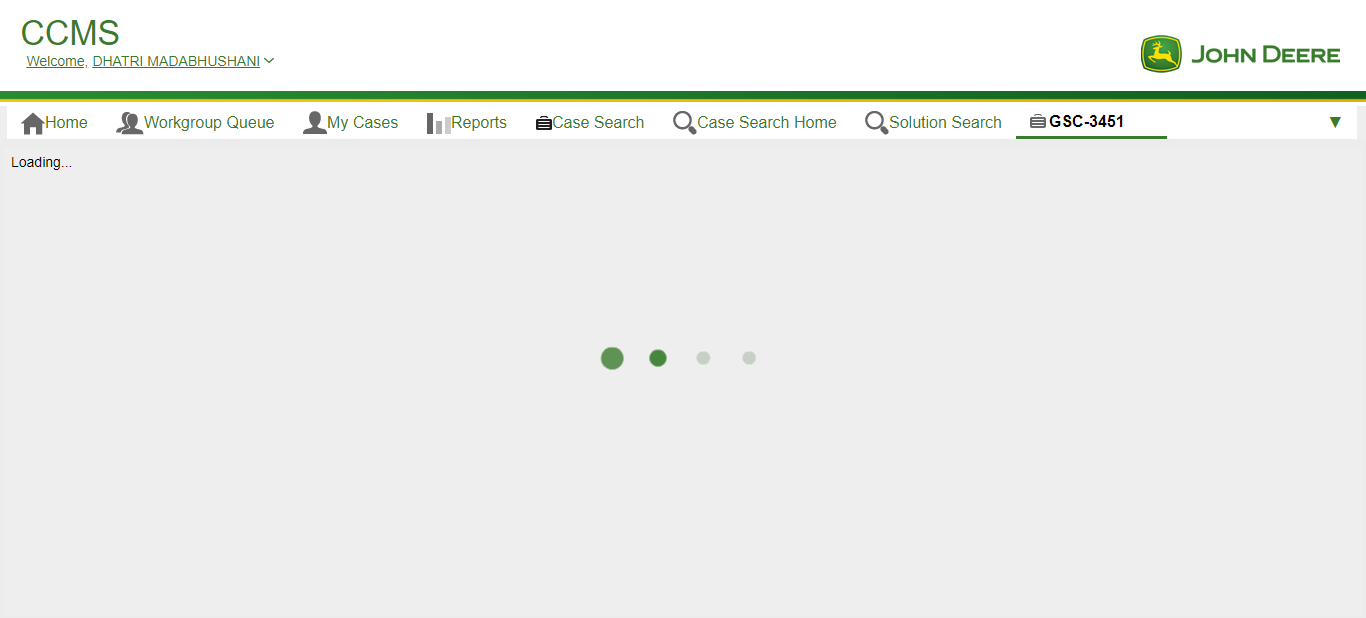 CCMS
Welcome, DHATRI MADABHUSHANI
JOHN DEERE
Home Workgroup Queue My Cases Reports Case Search Case Search Home Solution Search GSC-3451
Loading...